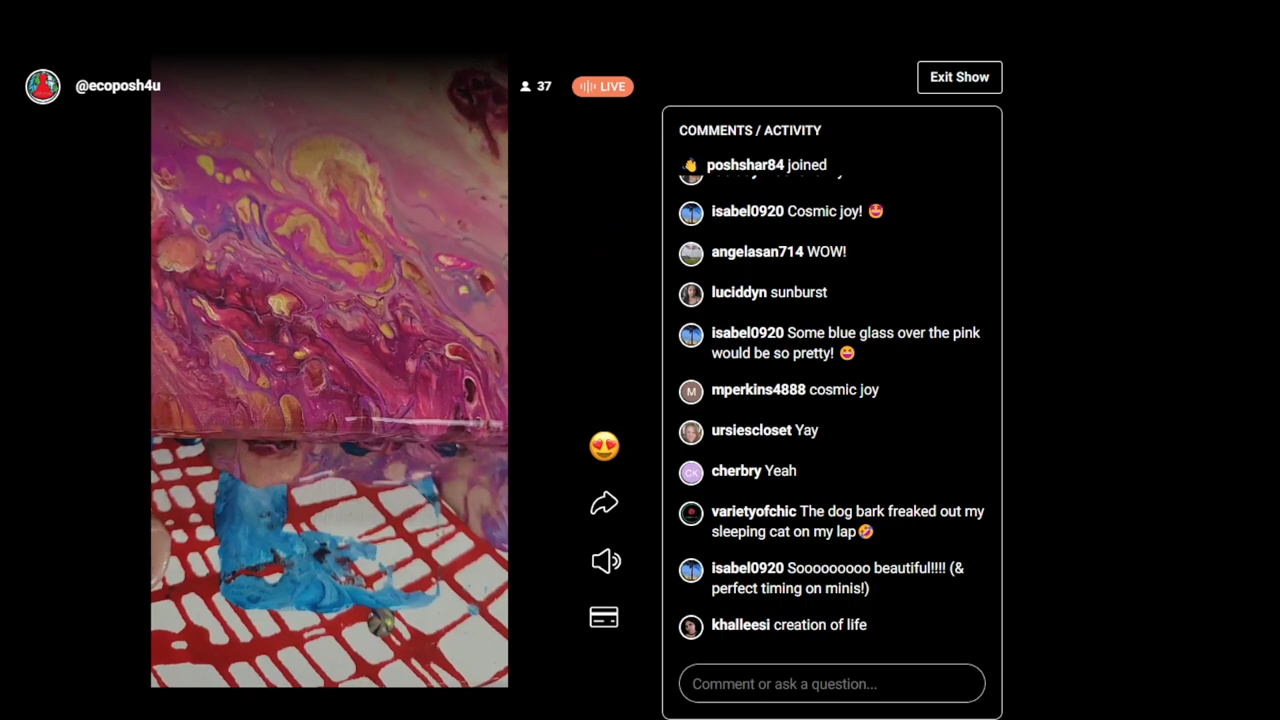 @ecoposh4u
37
LIVE
Exit Show
COMMENTS / ACTIVITY
poshshar84 joined
isabel0920 Cosmic joy! 🤩
angelasan714 WOW!
luciddyn sunburst
isabel0920 Some blue glass over the pink
would be so pretty! 😆
M
mperkins4888 cosmic joy
ursiescloset Yay
CK
cherbry Yeah
varietyofchic The dog bark freaked out my
sleeping cat on my lap🤣
isabel0920 Sooooooooo beautiful!!!! (&
perfect timing on minis!)
khalleesi creation of life
Comment or ask a question...